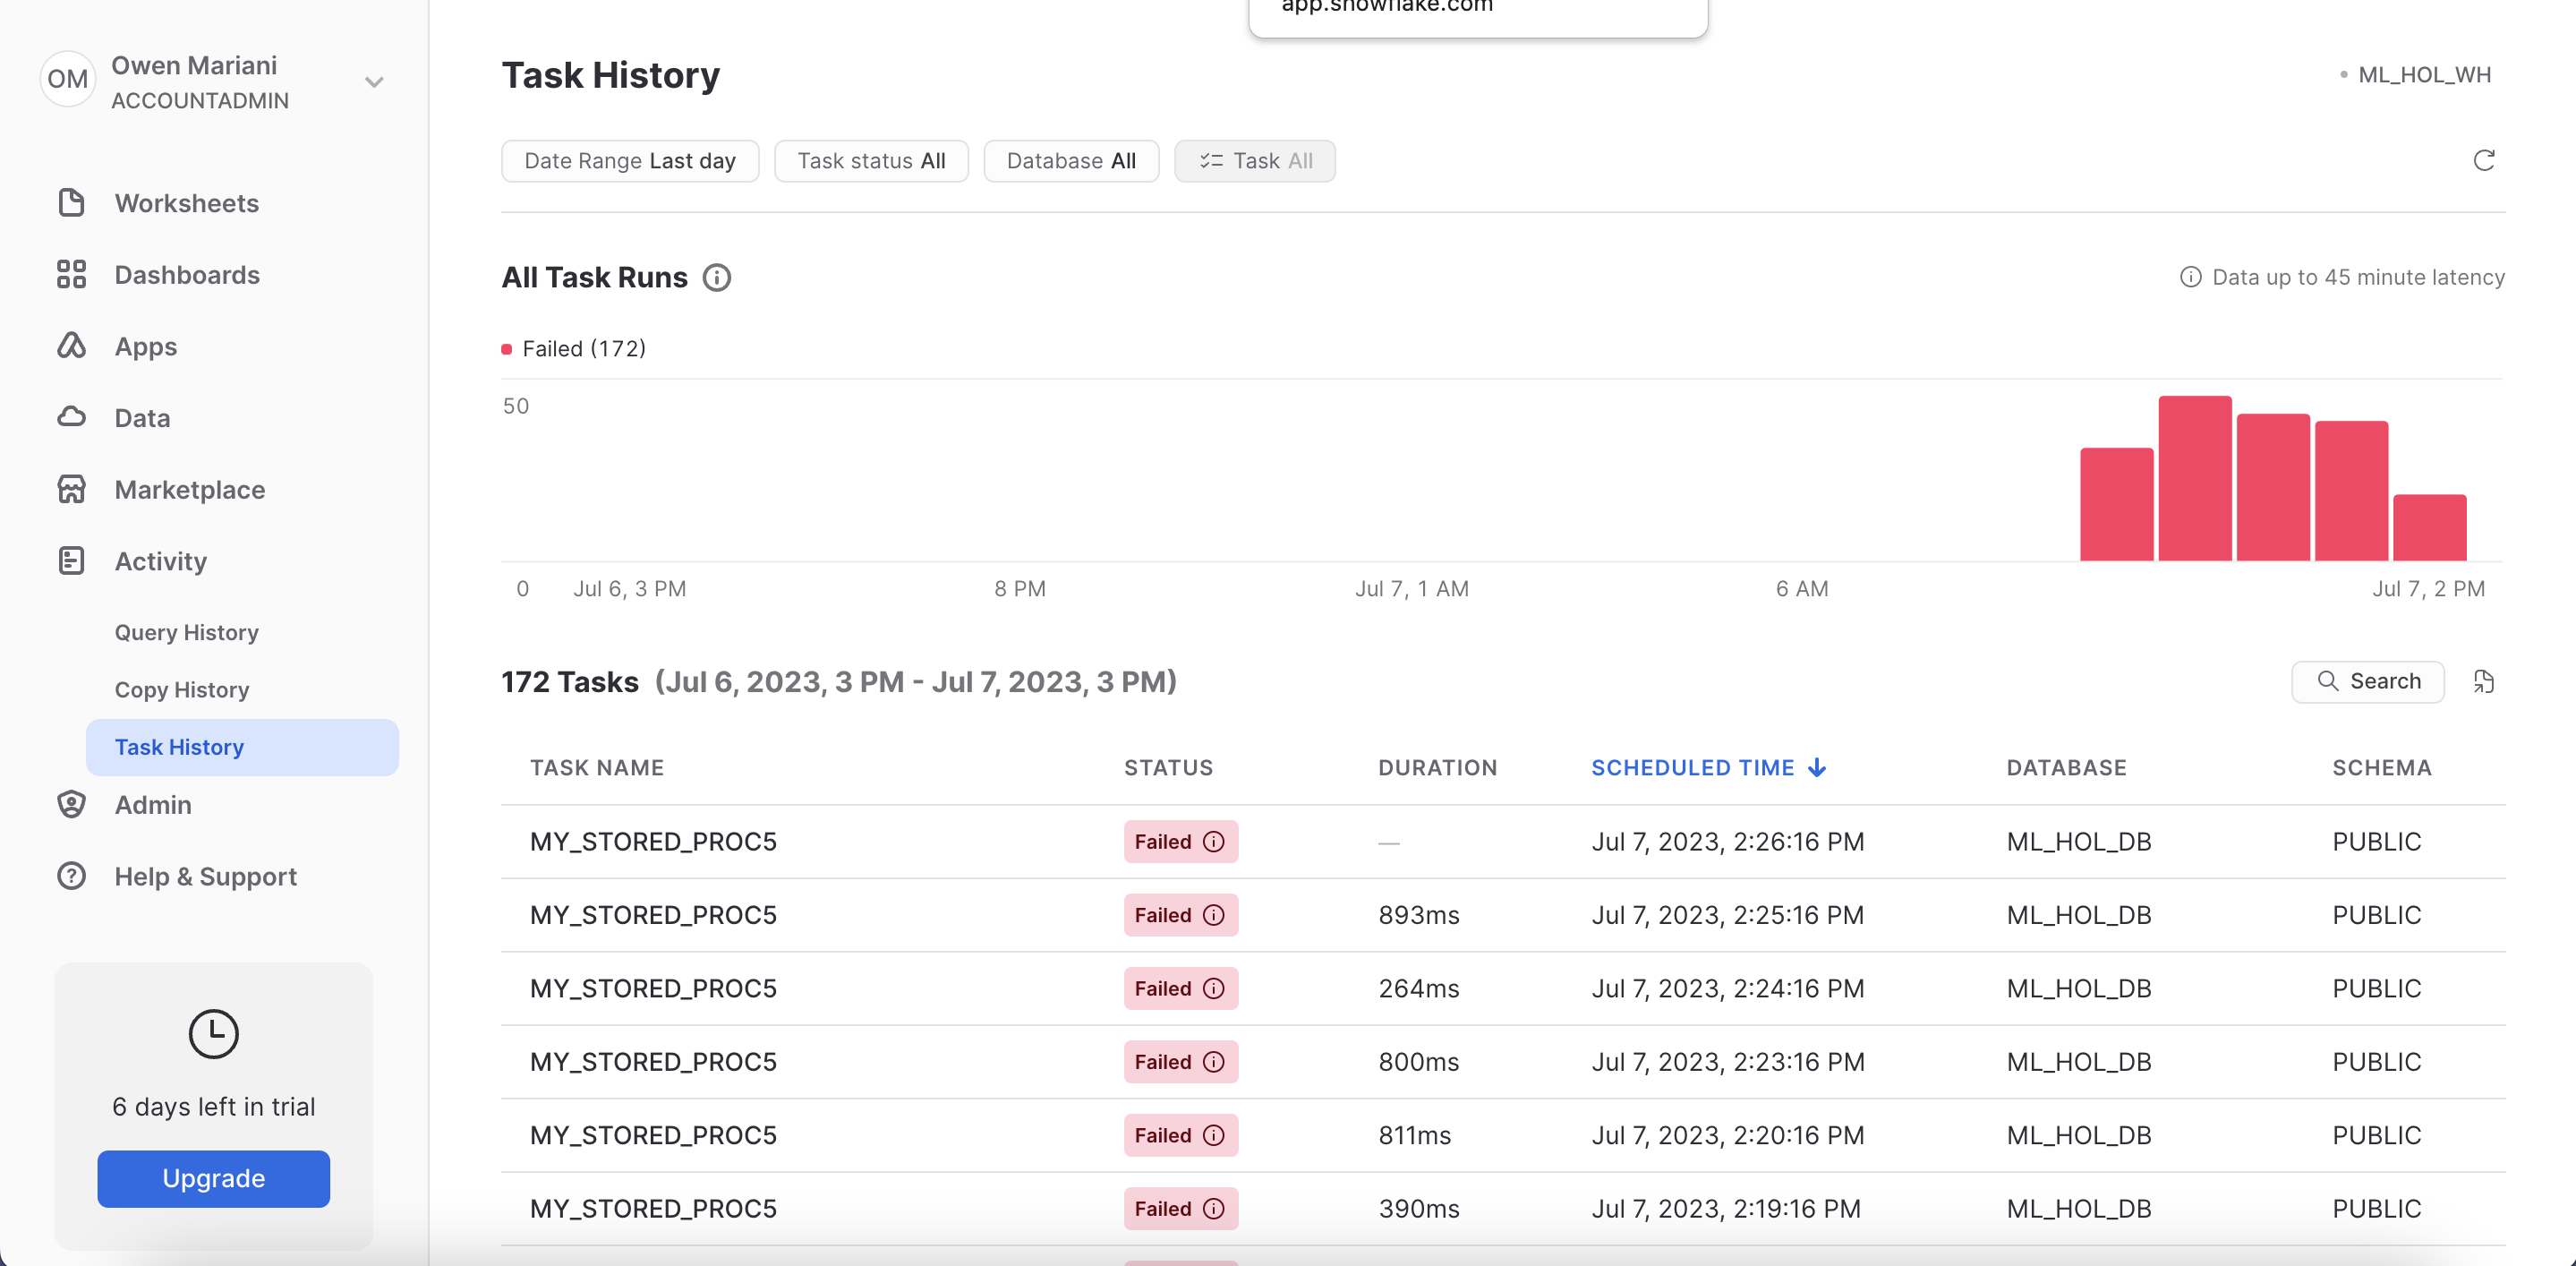 app.snowflake.com
OM
Owen Mariani
ACCOUNTADMIN
Worksheets
Dashboards
Apps
Data
Marketplace
Activity
Query History
Copy History
Task History
Admin
Help & Support
6 days left in trial
Upgrade
Task History
ML_HOL_WH
Date Range Last day
Task status All
Database All
Task All
All Task Runs
Data up to 45 minute latency
Failed (172)
50
0 Jul 6, 3 PM 8 PM Jul 7, 1 AM 6 AM Jul 7, 2 PM
172 Tasks (Jul 6, 2023, 3 PM - Jul 7, 2023, 3 PM)
Search
TASK NAME STATUS DURATION SCHEDULED TIME DATABASE SCHEMA
MY_STORED_PROC5 Failed — Jul 7, 2023, 2:26:16 PM ML_HOL_DB PUBLIC
MY_STORED_PROC5 Failed 893ms Jul 7, 2023, 2:25:16 PM ML_HOL_DB PUBLIC
MY_STORED_PROC5 Failed 264ms Jul 7, 2023, 2:24:16 PM ML_HOL_DB PUBLIC
MY_STORED_PROC5 Failed 800ms Jul 7, 2023, 2:23:16 PM ML_HOL_DB PUBLIC
MY_STORED_PROC5 Failed 811ms Jul 7, 2023, 2:20:16 PM ML_HOL_DB PUBLIC
MY_STORED_PROC5 Failed 390ms Jul 7, 2023, 2:19:16 PM ML_HOL_DB PUBLIC